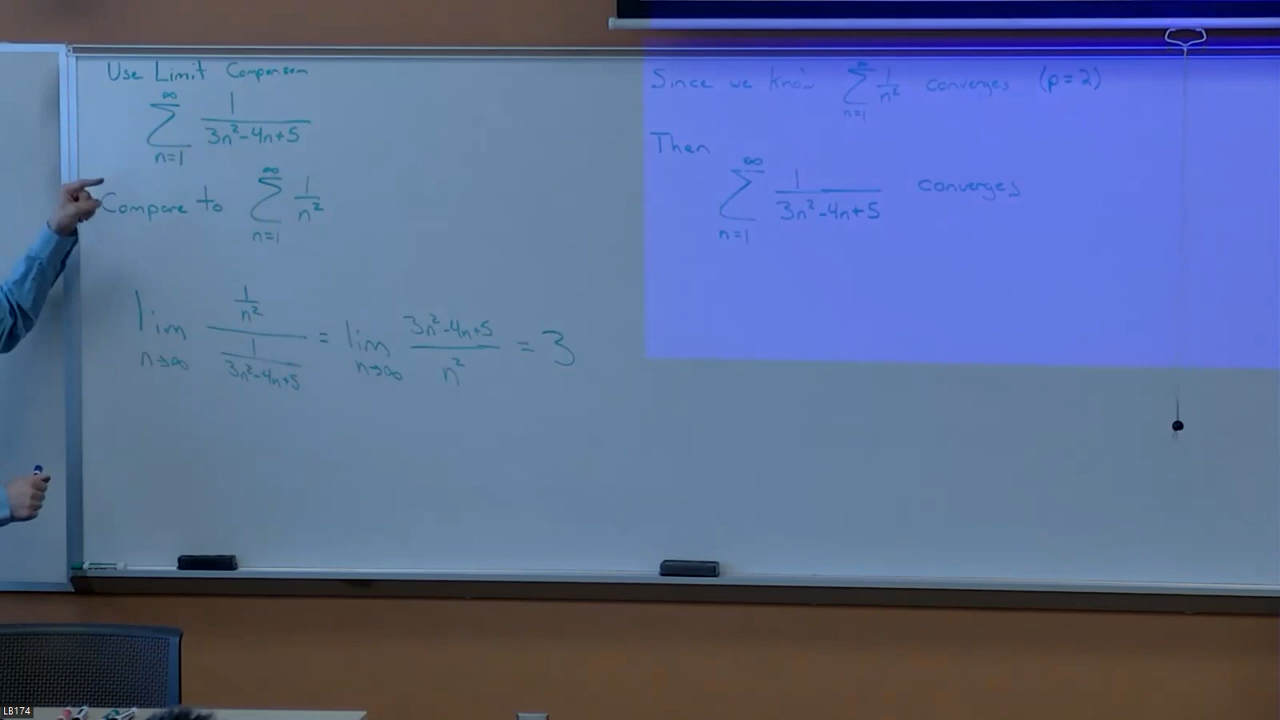 Use Limit Comparison
∞
∑ 1/(3n²-4n+5)
n=1
Compare to ∞∑n=1 1/n²
lim n→∞ (1/n²)/(1/(3n²-4n+5)) = lim n→∞ (3n²-4n+5)/n² = 3
Since we know ∞∑n=1 1/n² converges (p=2)
Then
∞
∑ 1/(3n²-4n+5) converges
n=1
LB174